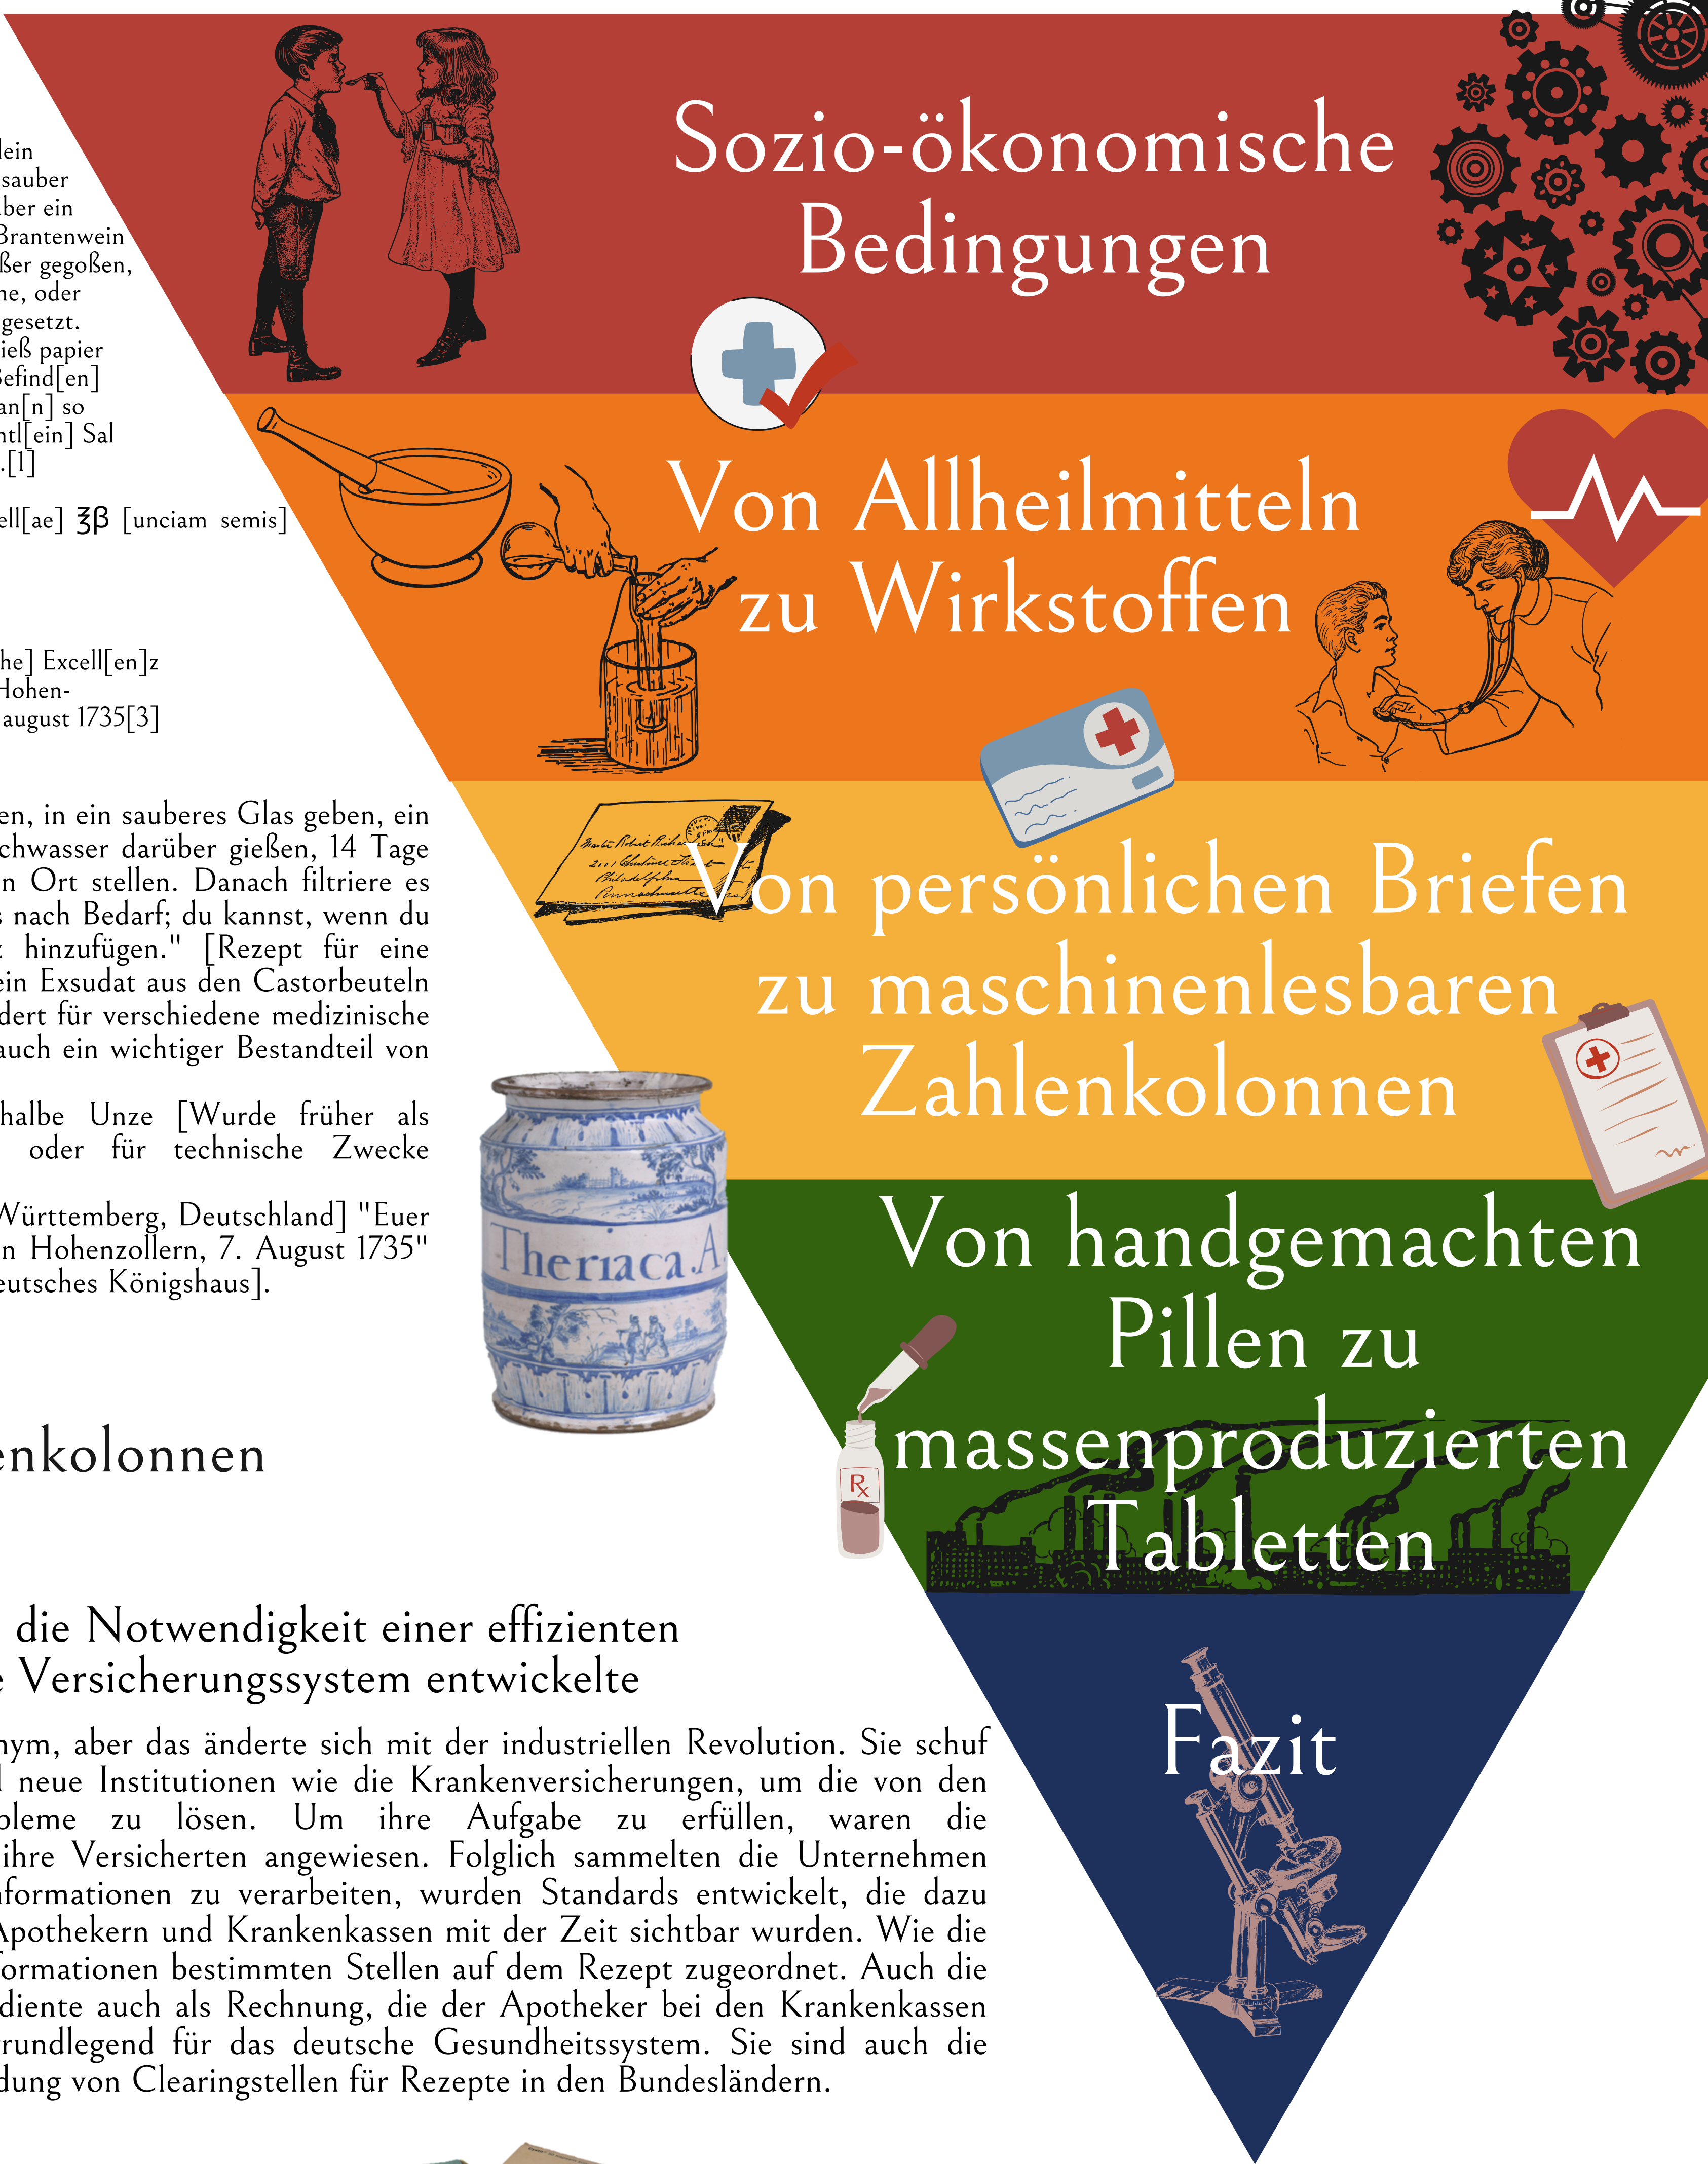 lein
sauber
über ein
Brantenwein
ßer gegoßen,
he, oder
gesetzt.
ieß papier
Befind[en]
an[n] so
ntl[ein] Sal
.[1]
ell[ae] ʒβ [unciam semis]
he] Excell[en]z
Hohen-
august 1735[3]
en, in ein sauberes Glas geben, ein
chwasser darüber gießen, 14 Tage
n Ort stellen. Danach filtriere es
s nach Bedarf; du kannst, wenn du
z hinzufügen." [Rezept für eine
ein Exsudat aus den Castorbeuteln
dert für verschiedene medizinische
auch ein wichtiger Bestandteil von
halbe Unze [Wurde früher als
oder für technische Zwecke
Württemberg, Deutschland] "Euer
n Hohenzollern, 7. August 1735"
eutsches Königshaus].
enkolonnen
die Notwendigkeit einer effizienten
e Versicherungssystem entwickelte
nym, aber das änderte sich mit der industriellen Revolution. Sie schuf
d neue Institutionen wie die Krankenversicherungen, um die von den
bleme zu lösen. Um ihre Aufgabe zu erfüllen, waren die
ihre Versicherten angewiesen. Folglich sammelten die Unternehmen
nformationen zu verarbeiten, wurden Standards entwickelt, die dazu
Apothekern und Krankenkassen mit der Zeit sichtbar wurden. Wie die
formationen bestimmten Stellen auf dem Rezept zugeordnet. Auch die
diente auch als Rechnung, die der Apotheker bei den Krankenkassen
rundlegend für das deutsche Gesundheitssystem. Sie sind auch die
dung von Clearingstellen für Rezepte in den Bundesländern.
Sozio-ökonomische
Bedingungen
Von Allheilmitteln
zu Wirkstoffen
Master Robert
2001 Chestnut
Philadelphia
Von persönlichen Briefen
zu maschinenlesbaren
Zahlenkolonnen
Theriaca.A
Von handgemachten
Pillen zu
massenproduzierten
Tabletten
Rx
Fazit